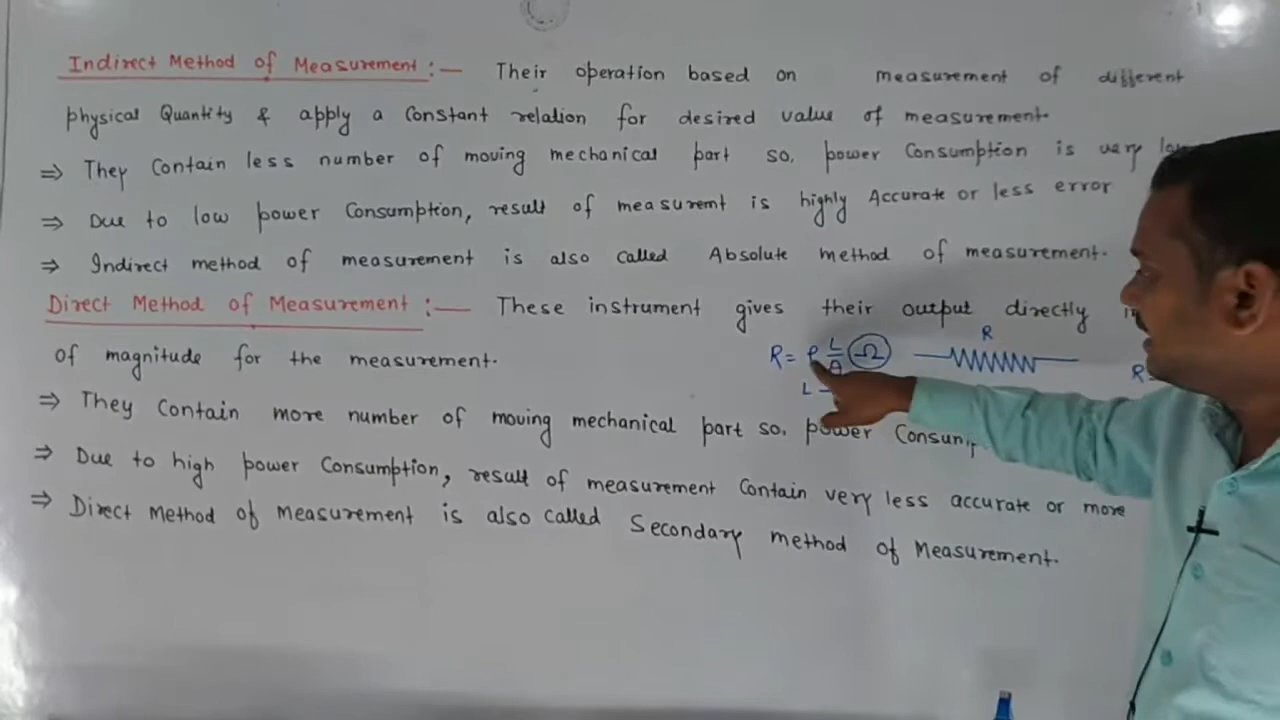 Indirect Method of Measurement :— Their operation based on measurement of different
physical Quantity & apply a Constant relation for desired value of measurement.
⇒ They Contain less number of moving mechanical part so, power Consumption is very
⇒ Due to low power Consumption, result of measuremt is highly Accurate or less error
⇒ Indirect method of measurement is also called Absolute method of measurement.
Direct Method of Measurement :— These instrument gives their output directly
of magnitude for the measurement.
R = ρ L/A Ω
R
R=
L
⇒ They Contain more number of moving mechanical part so, power
⇒ Due to high power Consumption, result of measurement Contain very less accurate or more
⇒ Direct Method of Measurement is also called Secondary method of Measurement.